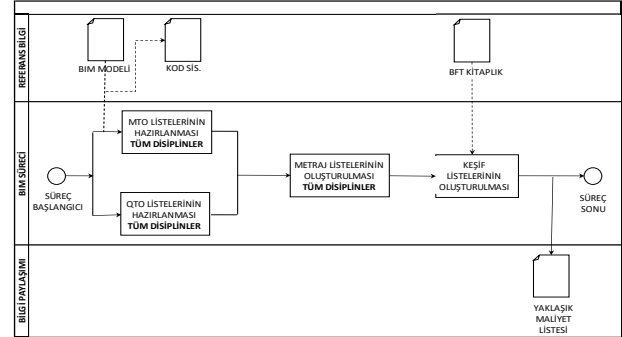 REFERANS BİLGİ
BIM MODELİ
KOD SİS.
BFT KİTAPLIK
BIM SÜRECİ
SÜREÇ
BAŞLANGICI
MTO LİSTELERİNİN
HAZIRLANMASI
TÜM DİSİPLİNLER
QTO LİSTELERİNİN
HAZIRLANMASI
TÜM DİSİPLİNLER
METRAJ LİSTELERİNİN
OLUŞTURULMASI
TÜM DİSİPLİNLER
KEŞİF
LİSTELERİNİN
OLUŞTURULMASI
SÜREÇ
SONU
BİLGİ PAYLAŞIMI
YAKLAŞIK
MALİYET
LİSTESİ